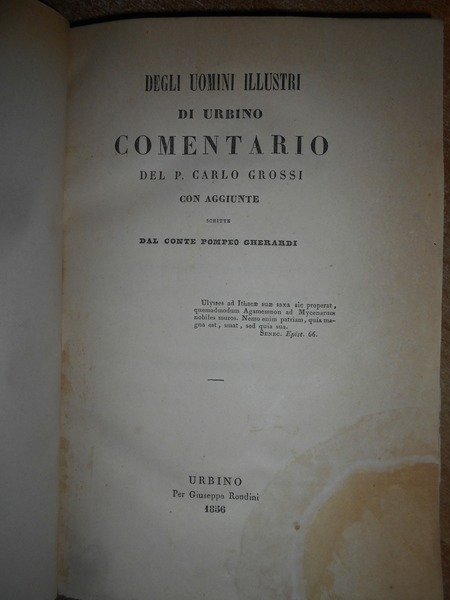 DEGLI UOMINI ILLUSTRI
DI URBINO
COMENTARIO
DEL P. CARLO GROSSI
CON AGGIUNTE
SCRITTE
DAL CONTE POMPEO GHERARDI
Ulysses ad Ithacæ suæ saxa sic properat,
quemadmodum Agamemnon ad Mycenarum
nobiles muros. Nemo enim patriam, quia ma-
gna est, amat, sed quia sua.
SENEC. Epist. 66.
URBINO
Per Giuseppe Rondini
1856